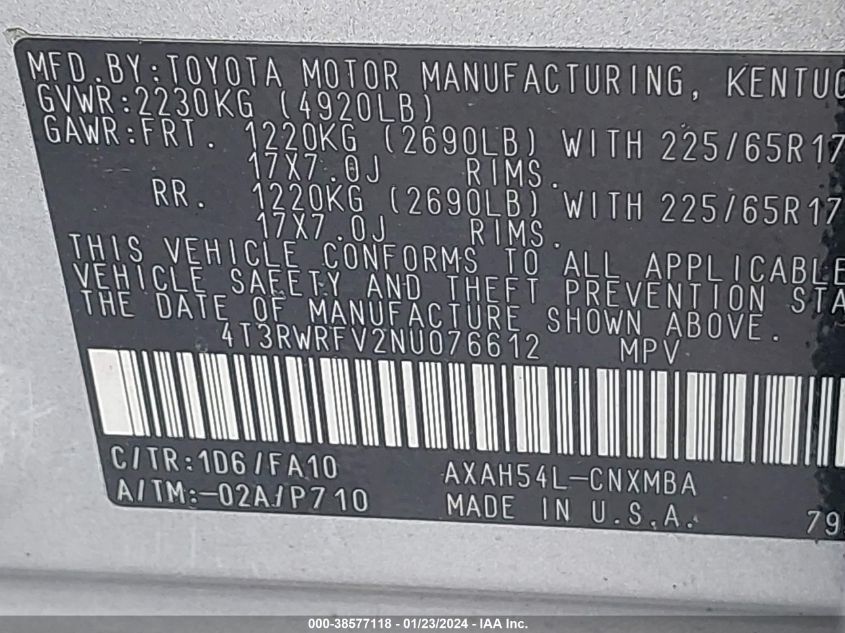 MFD.BY:TOYOTA MOTOR MANUFACTURING, KENTUC
GVWR:2230KG (4920LB)
GAWR:FRT. 1220KG (2690LB) WITH 225/65R17
17X7.0J RIMS.
RR. 1220KG (2690LB) WITH 225/65R17
17X7.0J RIMS.
THIS VEHICLE CONFORMS TO ALL APPLICABLE
VEHICLE SAFETY AND THEFT PREVENTION STA
THE DATE OF MANUFACTURE SHOWN ABOVE.
4T3RWRFV2NU076612 MPV
C/TR:1D6/FA10 AXAH54L-CNXMBA
A/TM:-02A/P710 MADE IN U.S.A. 79
000-38577118 - 01/23/2024 - IAA Inc.